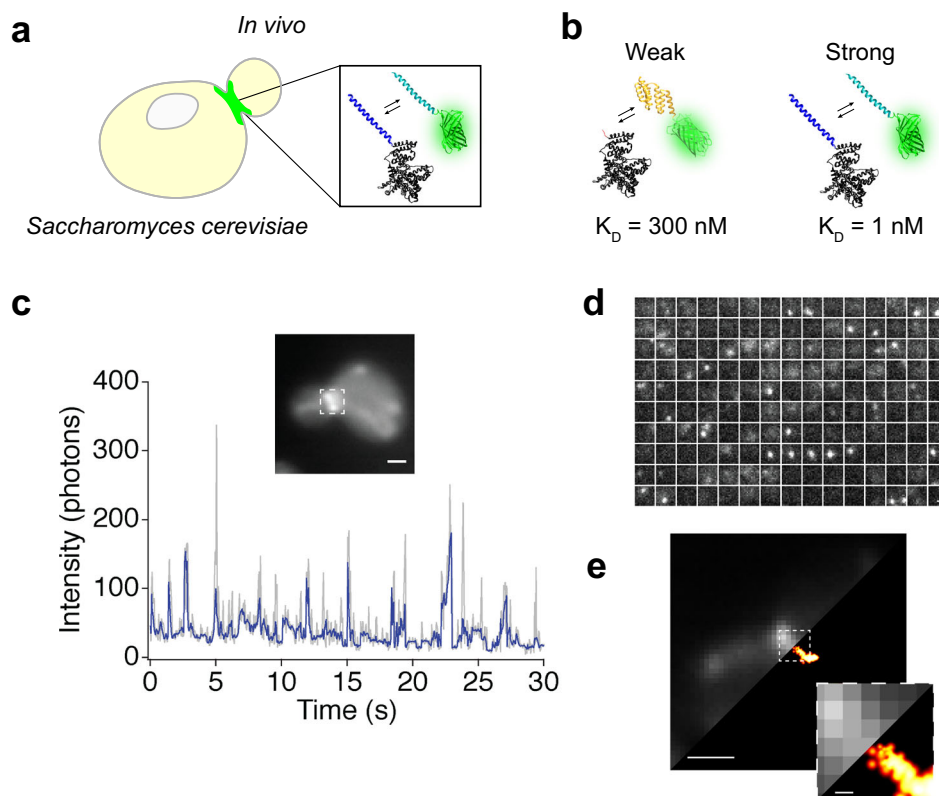 a
In vivo
Saccharomyces cerevisiae
b
Weak
Strong
K_D = 300 nM
K_D = 1 nM
c
Intensity (photons)
400
300
200
100
0
0 5 10 15 20 25 30
Time (s)
d
e